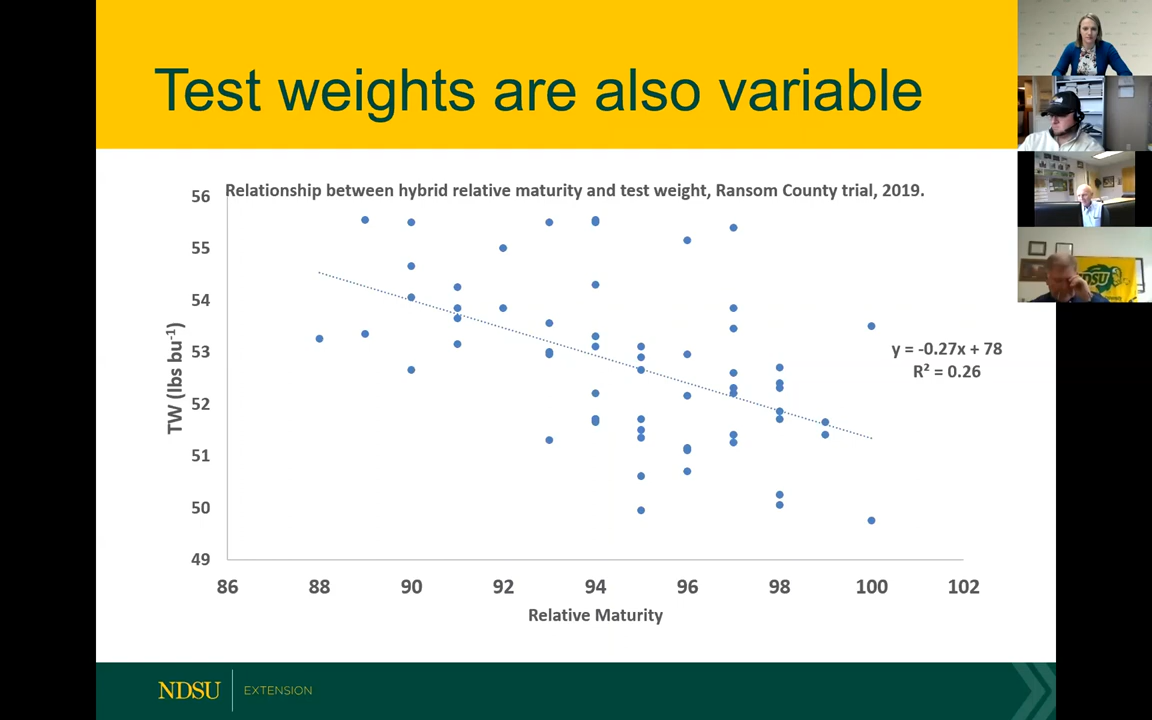 Test weights are also variable
Relationship between hybrid relative maturity and test weight, Ransom County trial, 2019.
56
55
54
53
52
51
50
49
TW (lbs bu⁻¹)
y = -0.27x + 78
R² = 0.26
86 88 90 92 94 96 98 100 102
Relative Maturity
NDSU EXTENSION
NDSU